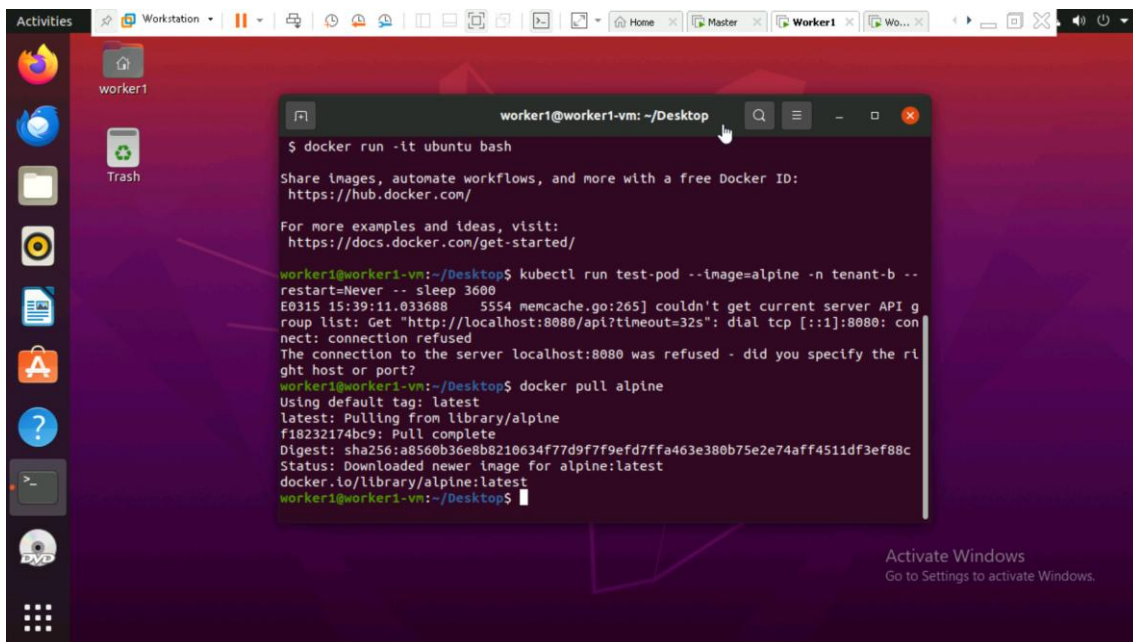 Activities
Workstation
Home
Master
Worker1
Wo...
worker1
Trash
worker1@worker1-vm: ~/Desktop
$ docker run -it ubuntu bash
Share images, automate workflows, and more with a free Docker ID:
https://hub.docker.com/
For more examples and ideas, visit:
https://docs.docker.com/get-started/
worker1@worker1-vm:~/Desktop$ kubectl run test-pod --image=alpine -n tenant-b --
restart=Never -- sleep 3600
E0315 15:39:11.033688    5554 memcache.go:265] couldn't get current server API g
roup list: Get "http://localhost:8080/api?timeout=32s": dial tcp [::1]:8080: con
nect: connection refused
The connection to the server localhost:8080 was refused - did you specify the ri
ght host or port?
worker1@worker1-vm:~/Desktop$ docker pull alpine
Using default tag: latest
latest: Pulling from library/alpine
f18232174bc9: Pull complete
Digest: sha256:a8560b36e8b8210634f77d9f7f9efd7ffa463e380b75e2e74aff4511df3ef88c
Status: Downloaded newer image for alpine:latest
docker.io/library/alpine:latest
worker1@worker1-vm:~/Desktop$
DVD
Activate Windows
Go to Settings to activate Windows.